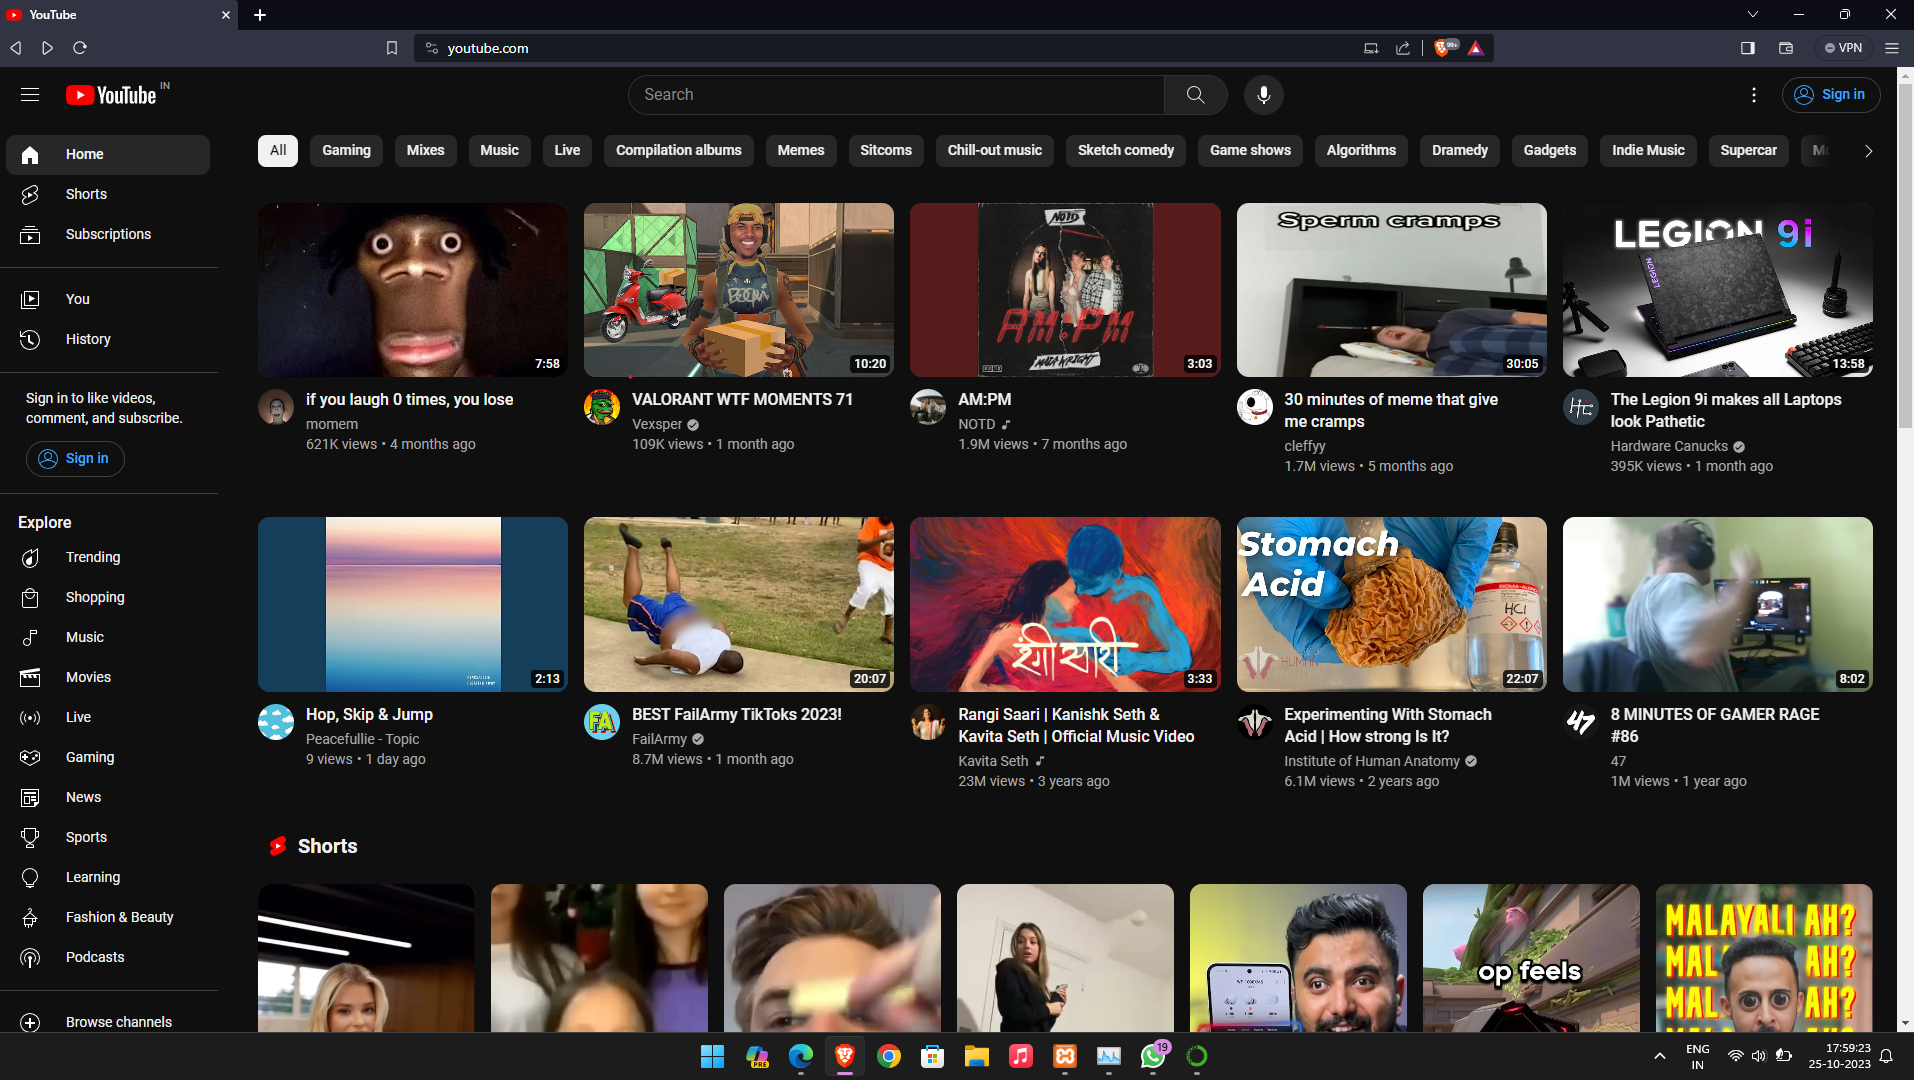 YouTube
youtube.com
99+
VPN
YouTube IN
Search
Sign in
Home
Shorts
Subscriptions
You
History
Sign in to like videos,
comment, and subscribe.
Sign in
Explore
Trending
Shopping
Music
Movies
Live
Gaming
News
Sports
Learning
Fashion & Beauty
Podcasts
Browse channels
All
Gaming
Mixes
Music
Live
Compilation albums
Memes
Sitcoms
Chill-out music
Sketch comedy
Game shows
Algorithms
Dramedy
Gadgets
Indie Music
Supercar
7:58
if you laugh 0 times, you lose
momem
621K views • 4 months ago
10:20
VALORANT WTF MOMENTS 71
Vexsper
109K views • 1 month ago
NOTD
AM:PM
MAIA WRIGHT
3:03
AM:PM
NOTD
1.9M views • 7 months ago
Sperm cramps
30:05
30 minutes of meme that give
me cramps
cleffyy
1.7M views • 5 months ago
LEGION 9i
LEGION
13:58
The Legion 9i makes all Laptops
look Pathetic
Hardware Canucks
395K views • 1 month ago
2:13
Hop, Skip & Jump
Peacefullie - Topic
9 views • 1 day ago
20:07
FA
BEST FailArmy TikToks 2023!
FailArmy
8.7M views • 1 month ago
रंगी सारी
3:33
Rangi Saari | Kanishk Seth &
Kavita Seth | Official Music Video
Kavita Seth
23M views • 3 years ago
Stomach
Acid
HCl
HUMAN
22:07
Experimenting With Stomach
Acid | How strong Is It?
Institute of Human Anatomy
6.1M views • 2 years ago
8:02
47
8 MINUTES OF GAMER RAGE
#86
47
1M views • 1 year ago
Shorts
op feels
MALAYALI AH?
MAL AH?
MAL AH?
PRE
19
ENG
IN
17:59:23
25-10-2023